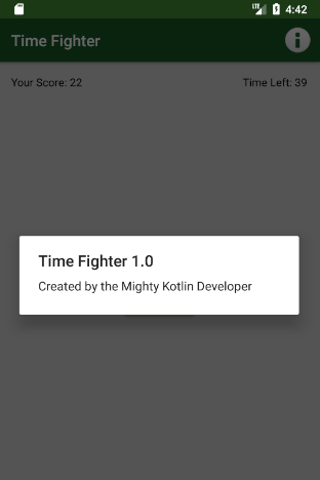 LTE 4:42
Time Fighter
Your Score: 22 Time Left: 39
Time Fighter 1.0
Created by the Mighty Kotlin Developer